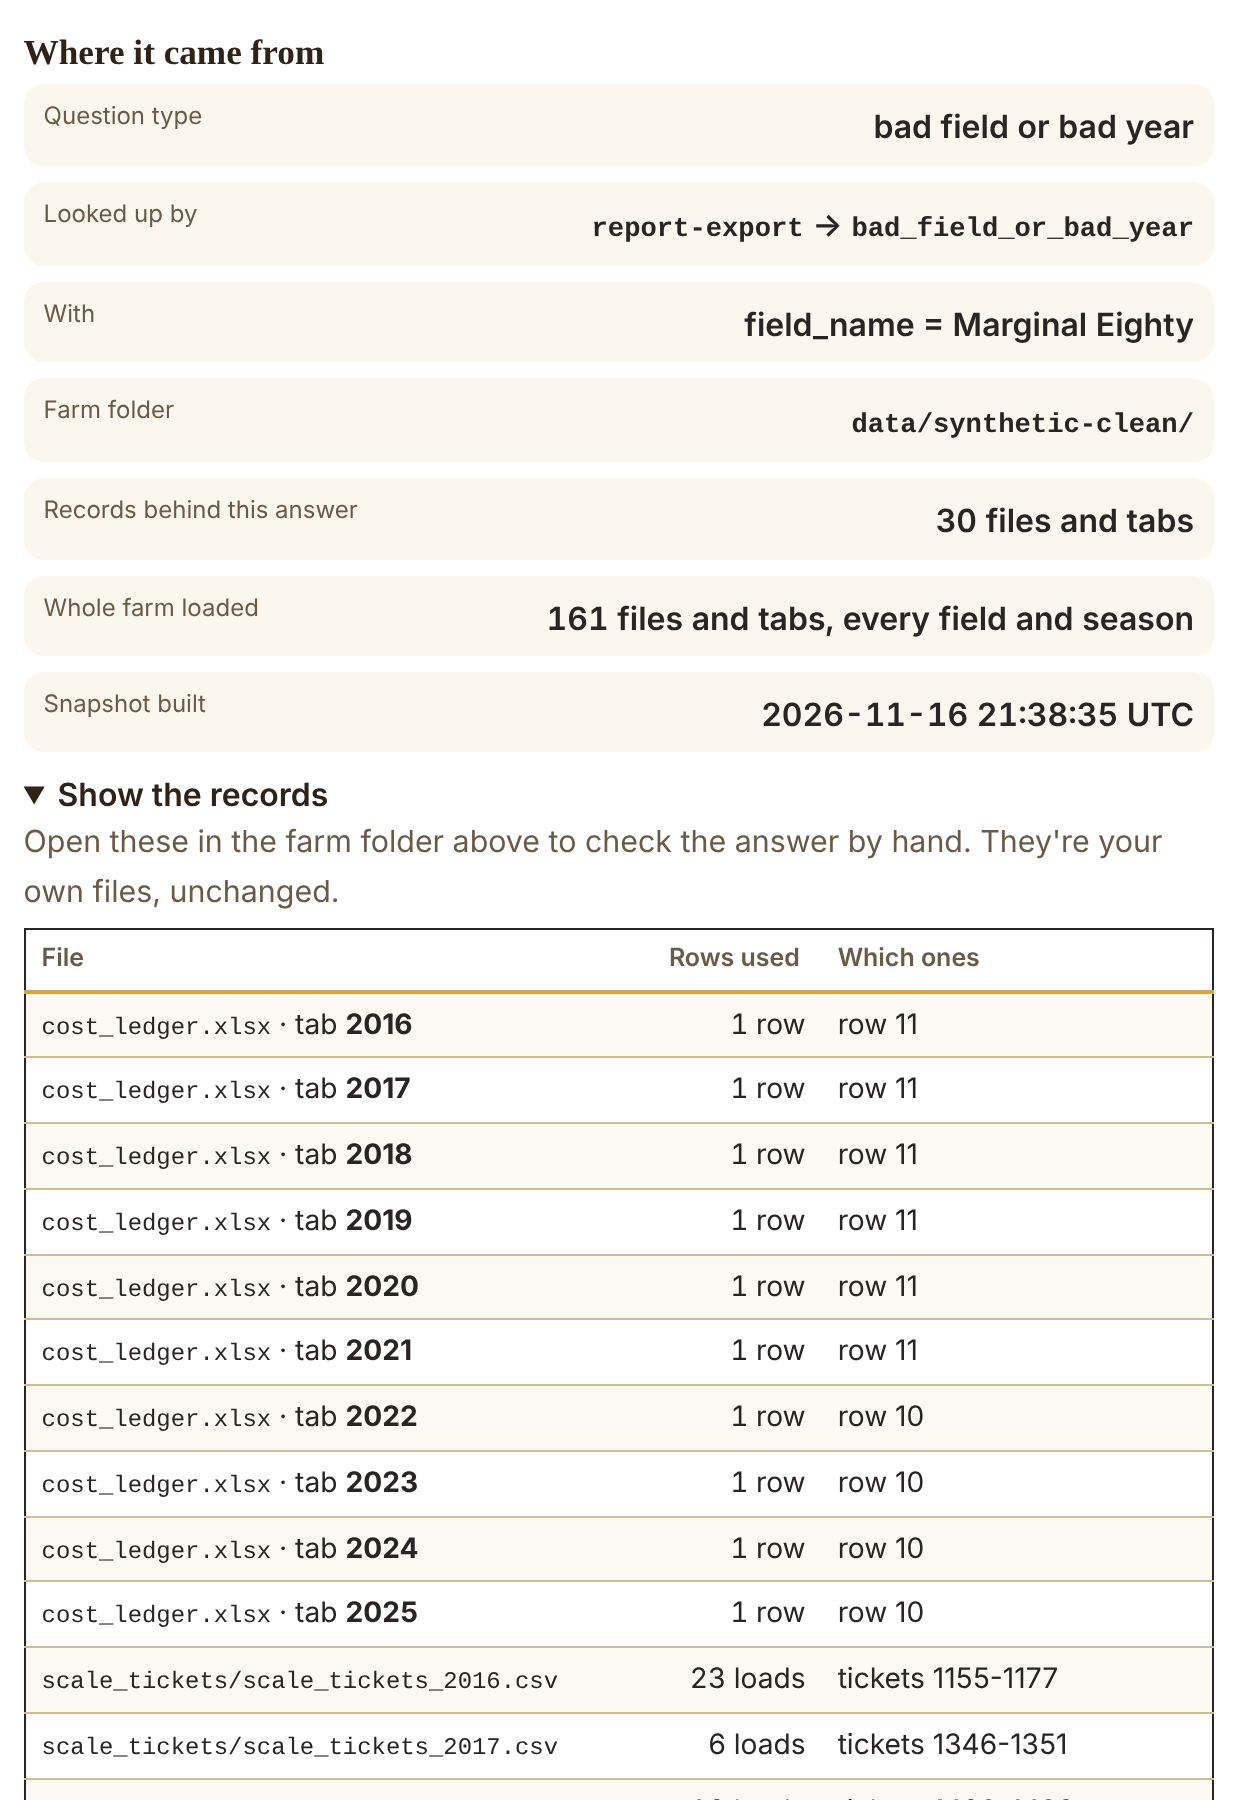 Where it came from
Question type
bad field or bad year
Looked up by
report-export → bad_field_or_bad_year
With
field_name = Marginal Eighty
Farm folder
data/synthetic-clean/
Records behind this answer
30 files and tabs
Whole farm loaded
161 files and tabs, every field and season
Snapshot built
2026-11-16 21:38:35 UTC
▼ Show the records
Open these in the farm folder above to check the answer by hand. They're your
own files, unchanged.
File Rows used Which ones
cost_ledger.xlsx · tab 2016 1 row row 11
cost_ledger.xlsx · tab 2017 1 row row 11
cost_ledger.xlsx · tab 2018 1 row row 11
cost_ledger.xlsx · tab 2019 1 row row 11
cost_ledger.xlsx · tab 2020 1 row row 11
cost_ledger.xlsx · tab 2021 1 row row 11
cost_ledger.xlsx · tab 2022 1 row row 10
cost_ledger.xlsx · tab 2023 1 row row 10
cost_ledger.xlsx · tab 2024 1 row row 10
cost_ledger.xlsx · tab 2025 1 row row 10
scale_tickets/scale_tickets_2016.csv 23 loads tickets 1155-1177
scale_tickets/scale_tickets_2017.csv 6 loads tickets 1346-1351